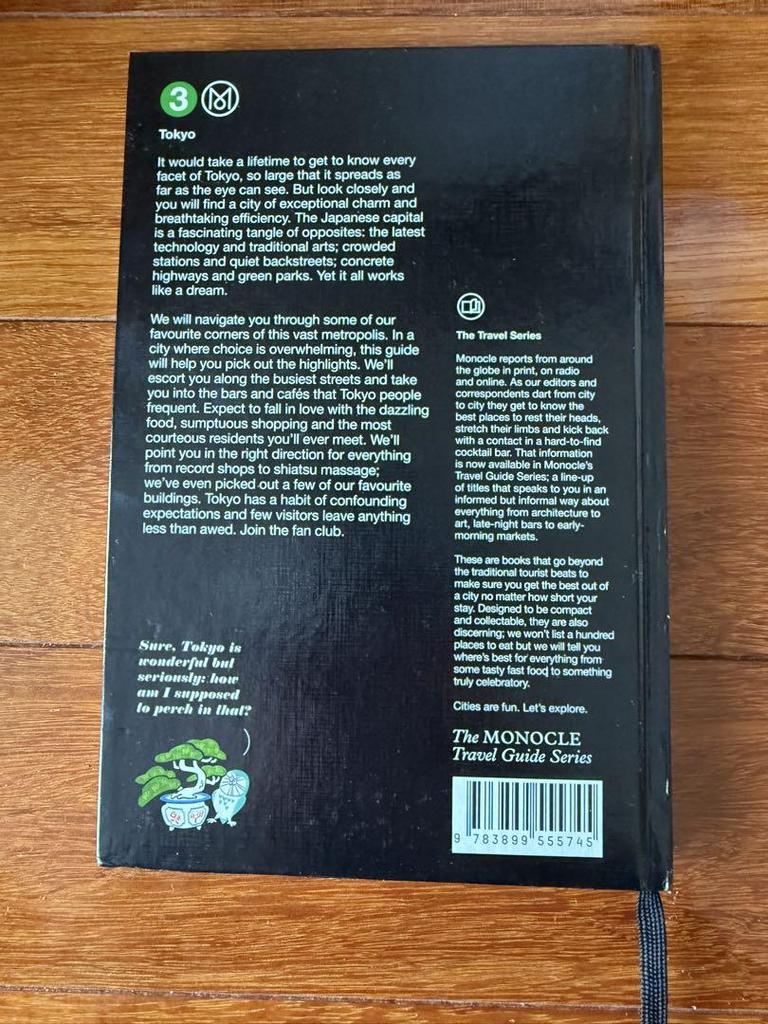 3 M
Tokyo
It would take a lifetime to get to know every
facet of Tokyo, so large that it spreads as
far as the eye can see. But look closely and
you will find a city of exceptional charm and
breathtaking efficiency. The Japanese capital
is a fascinating tangle of opposites: the latest
technology and traditional arts; crowded
stations and quiet backstreets; concrete
highways and green parks. Yet it all works
like a dream.
We will navigate you through some of our
favourite corners of this vast metropolis. In a
city where choice is overwhelming, this guide
will help you pick out the highlights. We'll
escort you along the busiest streets and take
you into the bars and cafés that Tokyo people
frequent. Expect to fall in love with the dazzling
food, sumptuous shopping and the most
courteous residents you'll ever meet. We'll
point you in the right direction for everything
from record shops to shiatsu massage;
we've even picked out a few of our favourite
buildings. Tokyo has a habit of confounding
expectations and few visitors leave anything
less than awed. Join the fan club.
Sure, Tokyo is
wonderful but
seriously: how
am I supposed
to perch in that?
The Travel Series
Monocle reports from around
the globe in print, on radio
and online. As our editors and
correspondents dart from city
to city they get to know the
best places to rest their heads,
stretch their limbs and kick back
with a contact in a hard-to-find
cocktail bar. That information
is now available in Monocle's
Travel Guide Series; a line-up
of titles that speaks to you in an
informed but informal way about
everything from architecture to
art, late-night bars to early-
morning markets.
These are books that go beyond
the traditional tourist beats to
make sure you get the best out of
a city no matter how short your
stay. Designed to be compact
and collectable, they are also
discerning; we won't list a hundred
places to eat but we will tell you
where's best for everything from
some tasty fast food to something
truly celebratory.
Cities are fun. Let's explore.
The MONOCLE
Travel Guide Series
9 783899 555745